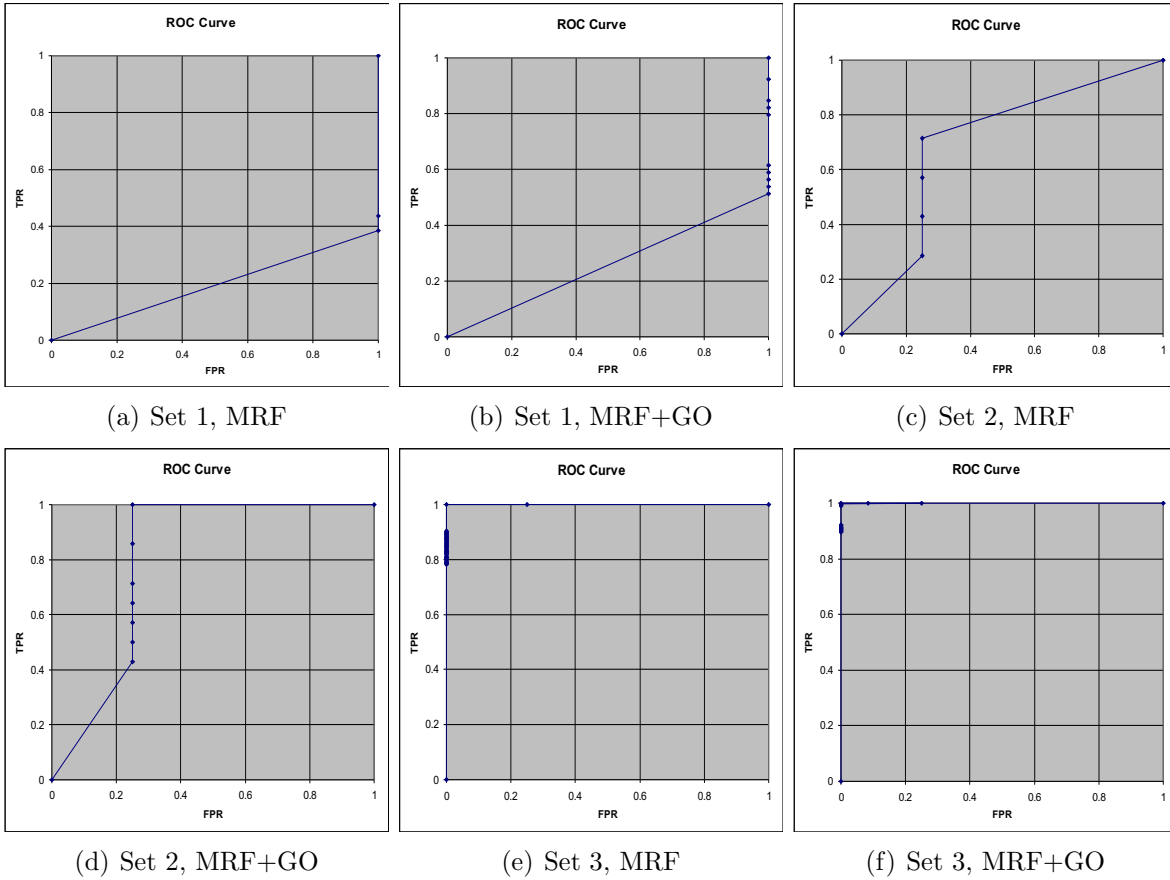 ROC Curve
1
0.8
0.6
0.4
0.2
0
TPR
0 0.2 0.4 0.6 0.8 1
FPR
(a) Set 1, MRF
ROC Curve
1
0.8
0.6
0.4
0.2
0
TPR
0 0.2 0.4 0.6 0.8 1
FPR
(b) Set 1, MRF+GO
ROC Curve
1
0.8
0.6
0.4
0.2
0
TPR
0 0.2 0.4 0.6 0.8 1
FPR
(c) Set 2, MRF
ROC Curve
1
0.8
0.6
0.4
0.2
0
TPR
0 0.2 0.4 0.6 0.8 1
FPR
(d) Set 2, MRF+GO
ROC Curve
1
0.8
0.6
0.4
0.2
0
TPR
0 0.2 0.4 0.6 0.8 1
FPR
(e) Set 3, MRF
ROC Curve
1
0.8
0.6
0.4
0.2
0
TPR
0 0.2 0.4 0.6 0.8 1
FPR
(f) Set 3, MRF+GO